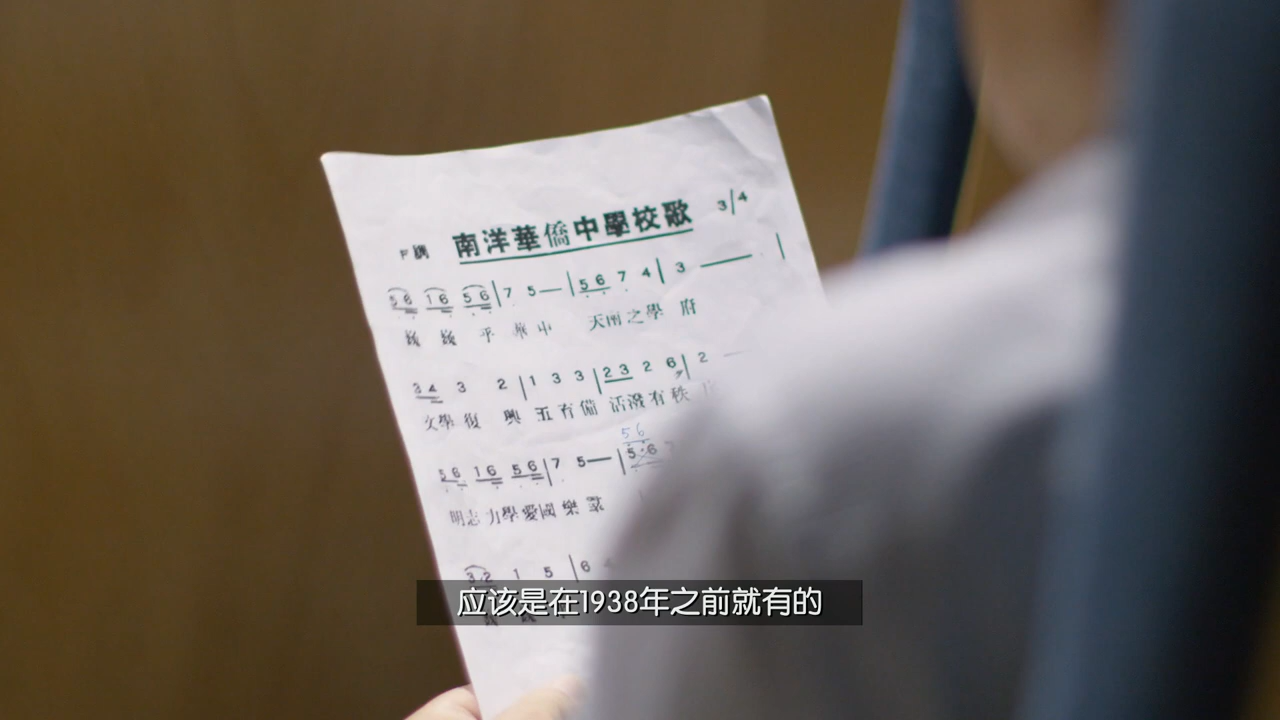 南洋華僑中學校歌 3/4
F調
5 6 1 6 5 6 | 7 5 — | 5 6 7 4 | 3 —
巍 巍 乎 華 中 天南之學 府
3 4 3 2 | 1 3 3 | 2 3 2 6 | 2 —
文學 復 興 五育 備 活潑有 秩
5 6
5 6 1 6 5 6 | 7 5 — | 5 6
明志 力學 愛國 樂 羣
3 2 1 5 | 6
应该是在1938年之前就有的